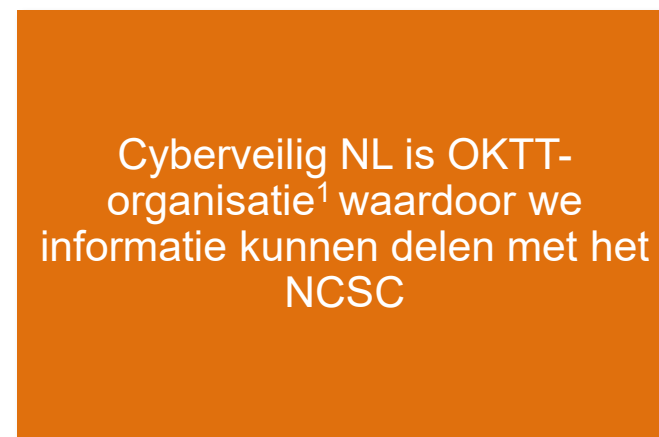 Cyberveilig NL is OKTT-
organisatie¹ waardoor we
informatie kunnen delen met het
NCSC